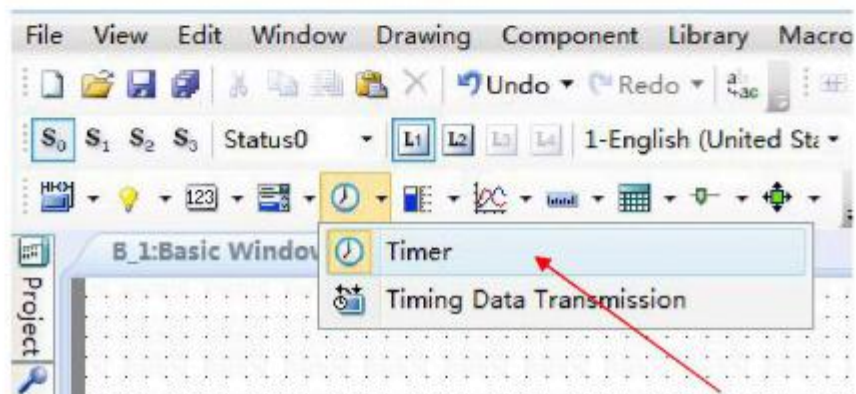 File View Edit Window Drawing Component Library Macro
Undo Redo
S0 S1 S2 S3 Status0 L1 L2 L3 L4 1-English (United Sta
123
B_1:Basic Window
Timer
Timing Data Transmission
Project